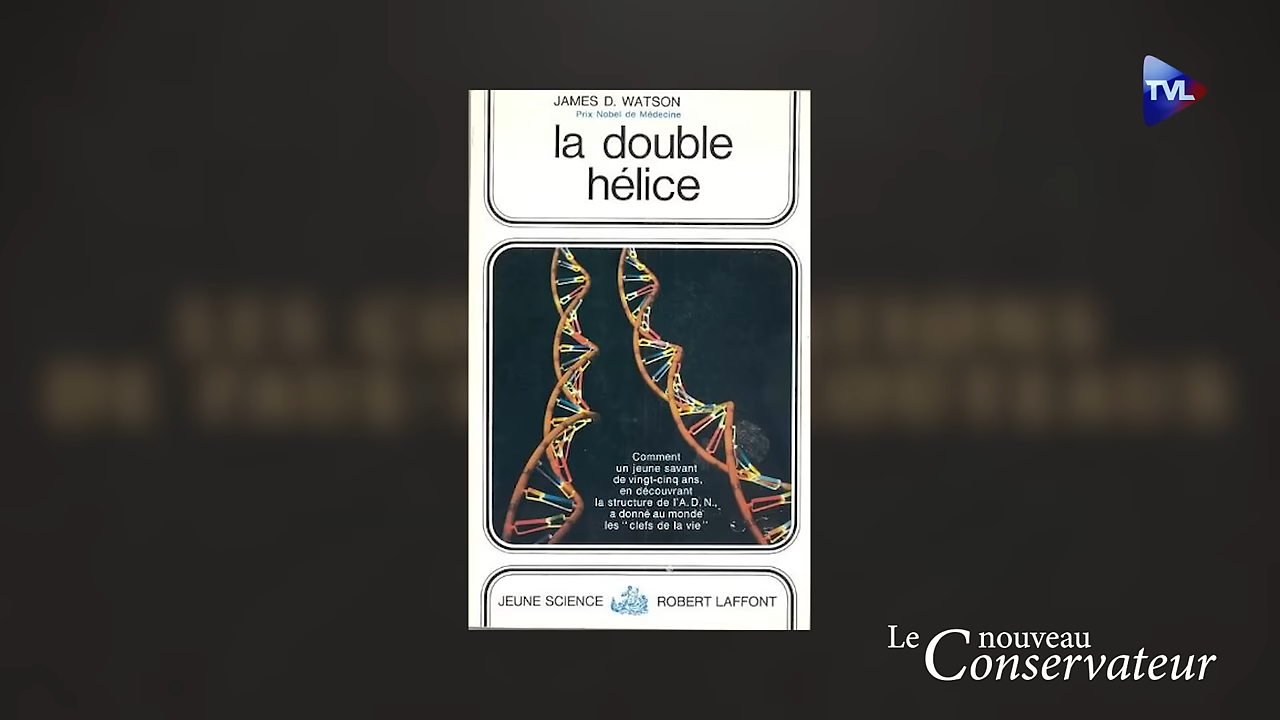 TVL
JAMES D. WATSON
Prix Nobel de Médecine
la double
hélice
Comment
un jeune savant
de vingt-cinq ans,
en découvrant
la structure de l'A.D.N.,
a donné au monde
les "clefs de la vie"
JEUNE SCIENCE ROBERT LAFFONT
Le nouveau
Conservateur